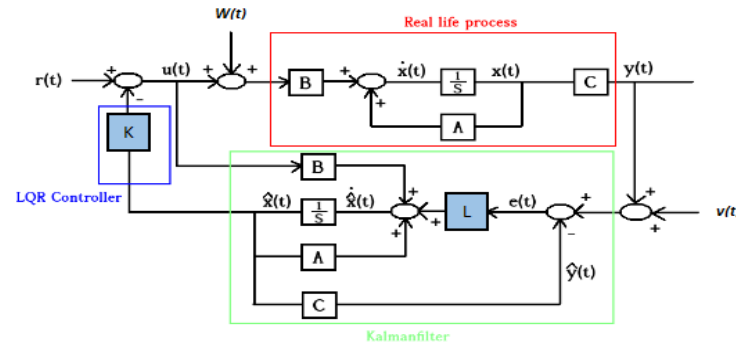 W(t)
Real life process
r(t)
+
u(t)
+
+
B
+
ẋ(t)
1/S
x(t)
C
y(t)
-
+
A
K
LQR Controller
B
+
x̂(t)
1/S
x̂̇(t)
+
L
e(t)
+
+
+
v(t
+
-
A
ŷ(t)
C
Kalmanfilter